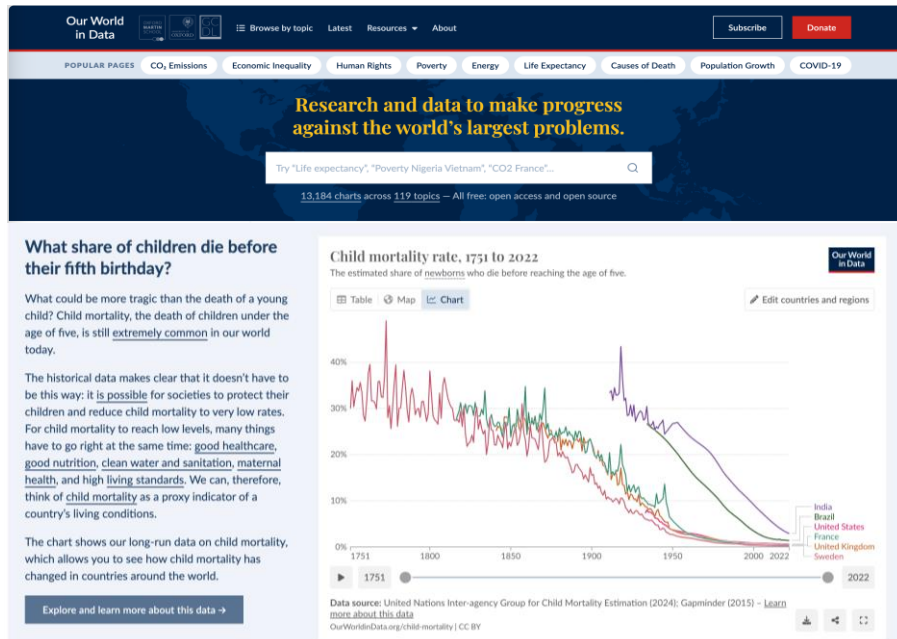 Our World
in Data
OXFORD
MARTIN
SCHOOL
OXFORD
Browse by topic
Latest
Resources
About
Subscribe
Donate
POPULAR PAGES
CO₂ Emissions
Economic Inequality
Human Rights
Poverty
Energy
Life Expectancy
Causes of Death
Population Growth
COVID-19
Research and data to make progress
against the world's largest problems.
Try "Life expectancy", "Poverty Nigeria Vietnam", "CO2 France"...
13,184 charts across 119 topics — All free: open access and open source
What share of children die before
their fifth birthday?
What could be more tragic than the death of a young
child? Child mortality, the death of children under the
age of five, is still extremely common in our world
today.
The historical data makes clear that it doesn't have to
be this way: it is possible for societies to protect their
children and reduce child mortality to very low rates.
For child mortality to reach low levels, many things
have to go right at the same time: good healthcare,
good nutrition, clean water and sanitation, maternal
health, and high living standards. We can, therefore,
think of child mortality as a proxy indicator of a
country's living conditions.
The chart shows our long-run data on child mortality,
which allows you to see how child mortality has
changed in countries around the world.
Explore and learn more about this data →
Child mortality rate, 1751 to 2022
The estimated share of newborns who die before reaching the age of five.
Our World
in Data
Table
Map
Chart
Edit countries and regions
40%
30%
20%
10%
0%
1751
1800
1850
1900
1950
2000
2022
India
Brazil
United States
France
United Kingdom
Sweden
1751
2022
Data source: United Nations Inter-agency Group for Child Mortality Estimation (2024); Gapminder (2015) – Learn
more about this data
OurWorldinData.org/child-mortality | CC BY